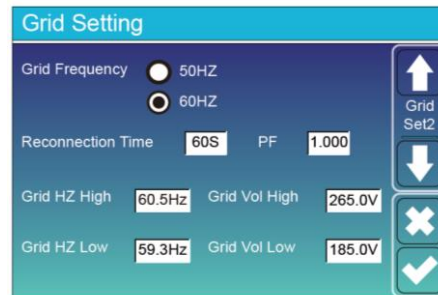 Grid Setting
Grid Frequency 50HZ
60HZ
Grid
Set2
Reconnection Time 60S PF 1.000
Grid HZ High 60.5Hz Grid Vol High 265.0V
Grid HZ Low 59.3Hz Grid Vol Low 185.0V